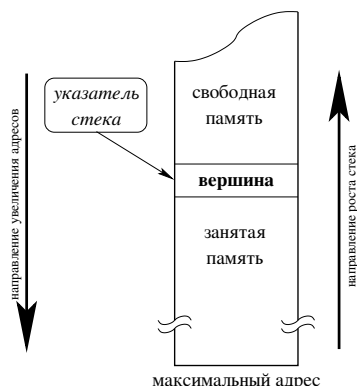 указатель
стека
свободная
память
вершина
занятая
память
направление увеличения адресов
направление роста стека
максимальный адрес